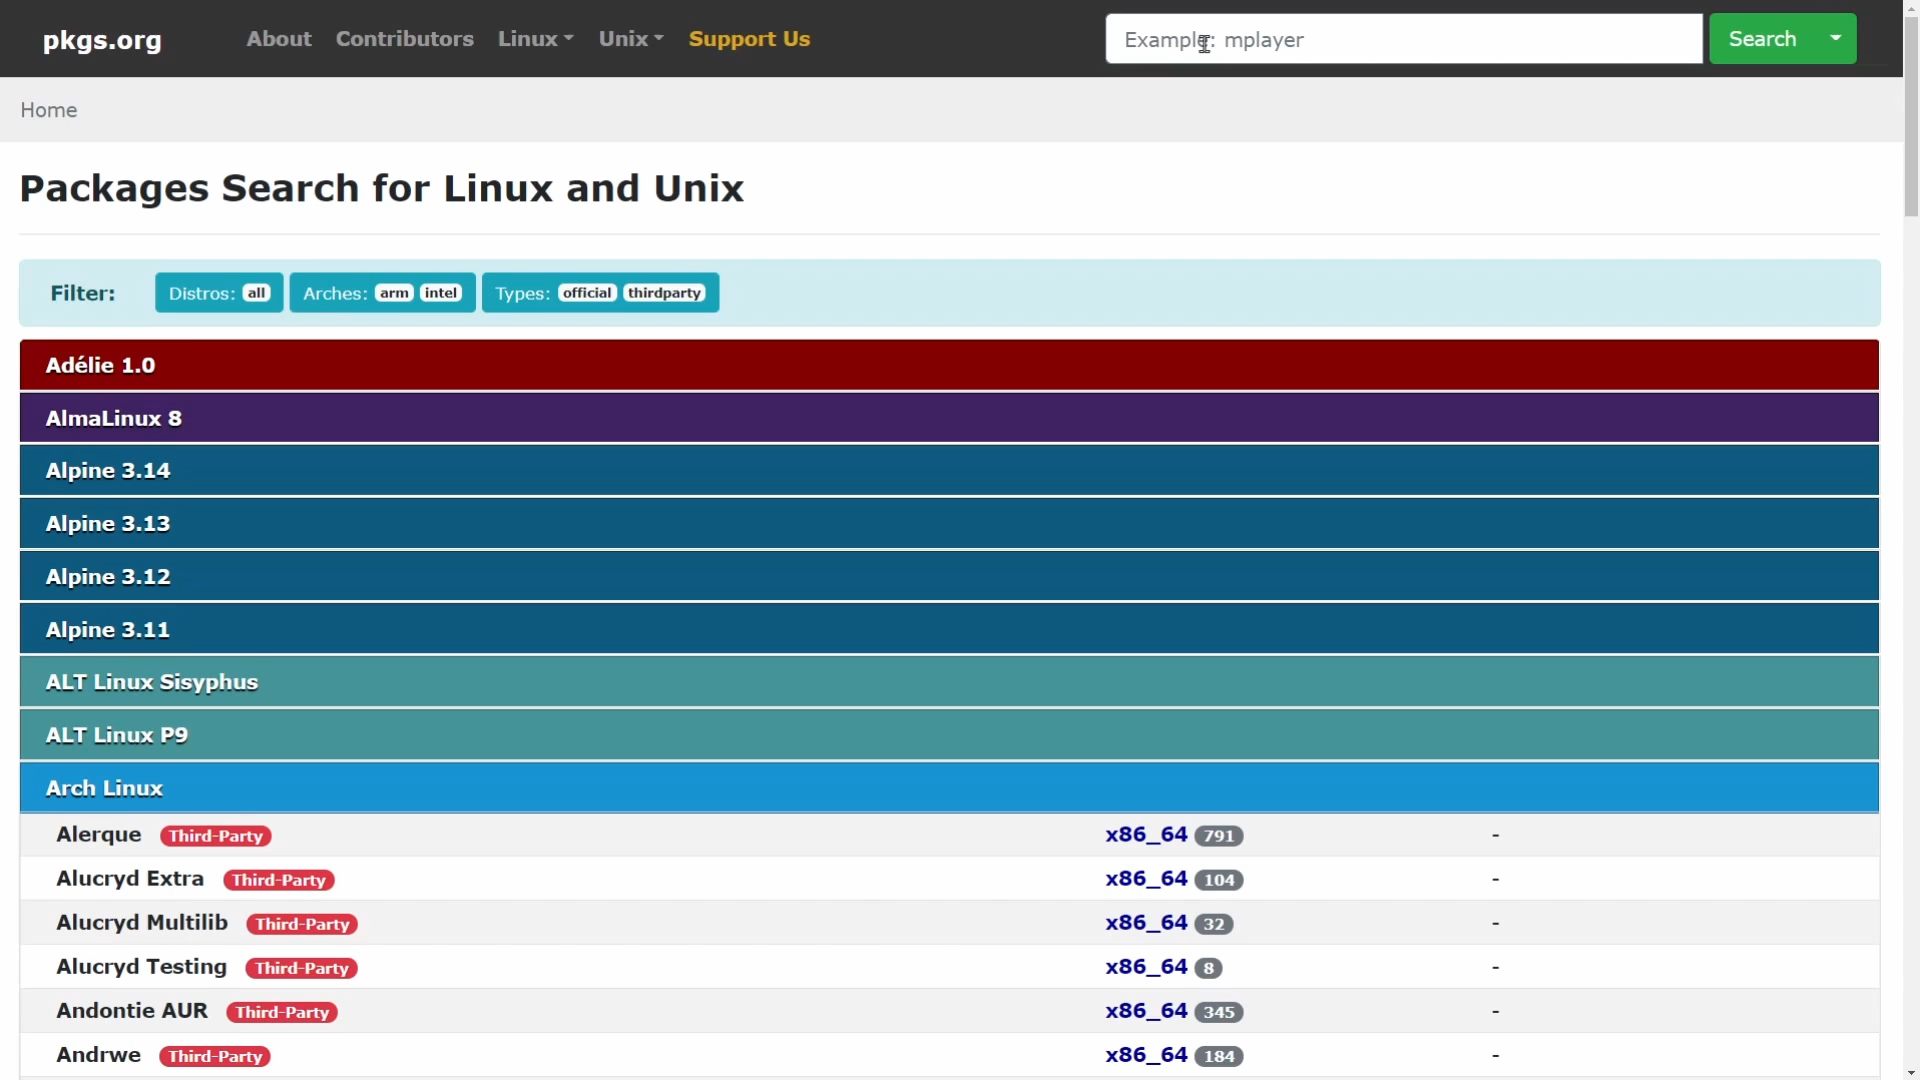 pkgs.org About Contributors Linux Unix Support Us Example: mplayer Search
Home
Packages Search for Linux and Unix
Filter: Distros: all Arches: arm intel Types: official thirdparty
Adélie 1.0
AlmaLinux 8
Alpine 3.14
Alpine 3.13
Alpine 3.12
Alpine 3.11
ALT Linux Sisyphus
ALT Linux P9
Arch Linux
Alerque Third-Party x86_64 791 -
Alucryd Extra Third-Party x86_64 104 -
Alucryd Multilib Third-Party x86_64 32 -
Alucryd Testing Third-Party x86_64 8 -
Andontie AUR Third-Party x86_64 345 -
Andrwe Third-Party x86_64 184 -